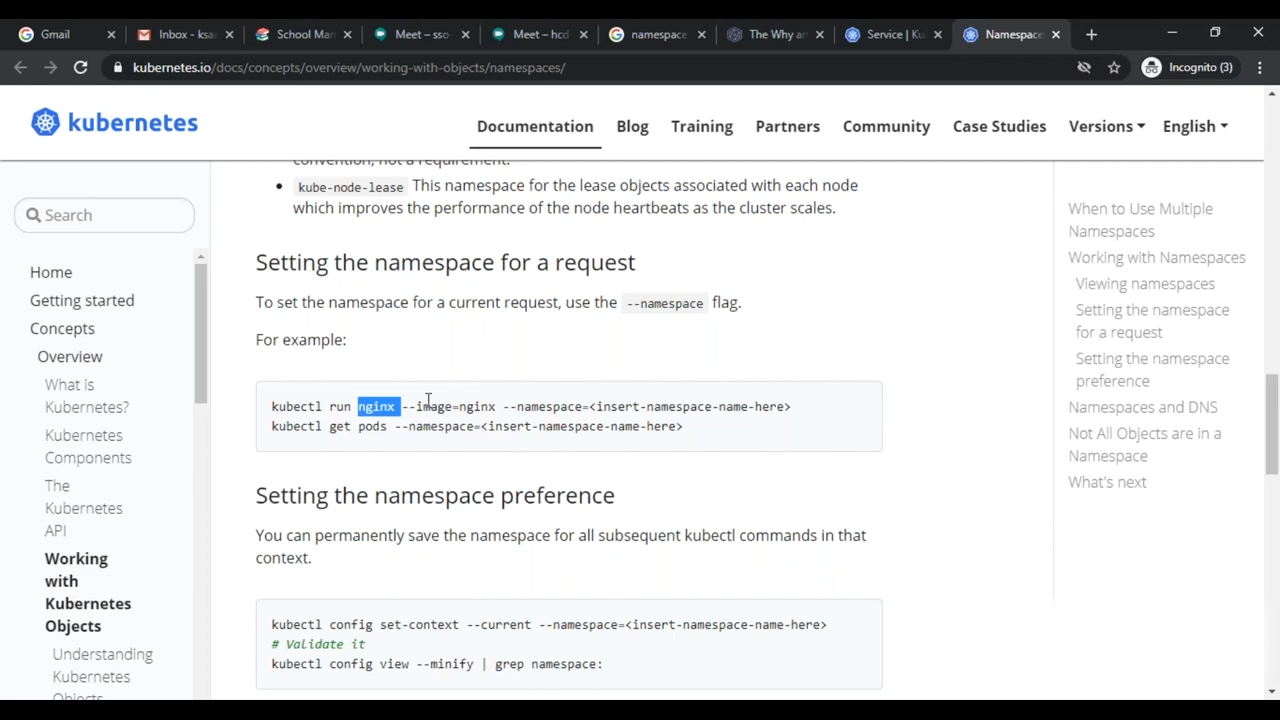 Gmail
Inbox - ksa
School Man
Meet – sso
Meet – hcd
namespace
The Why an
Service | Ku
Namespace
kubernetes.io/docs/concepts/overview/working-with-objects/namespaces/
Incognito (3)
kubernetes
Documentation
Blog
Training
Partners
Community
Case Studies
Versions
English
Search
Home
Getting started
Concepts
Overview
What is
Kubernetes?
Kubernetes
Components
The
Kubernetes
API
Working
with
Kubernetes
Objects
Understanding
Kubernetes
Objects
convention, not a requirement.
kube-node-lease This namespace for the lease objects associated with each node
which improves the performance of the node heartbeats as the cluster scales.
Setting the namespace for a request
To set the namespace for a current request, use the --namespace flag.
For example:
kubectl run nginx --image=nginx --namespace=<insert-namespace-name-here>
kubectl get pods --namespace=<insert-namespace-name-here>
Setting the namespace preference
You can permanently save the namespace for all subsequent kubectl commands in that
context.
kubectl config set-context --current --namespace=<insert-namespace-name-here>
# Validate it
kubectl config view --minify | grep namespace:
When to Use Multiple
Namespaces
Working with Namespaces
Viewing namespaces
Setting the namespace
for a request
Setting the namespace
preference
Namespaces and DNS
Not All Objects are in a
Namespace
What's next